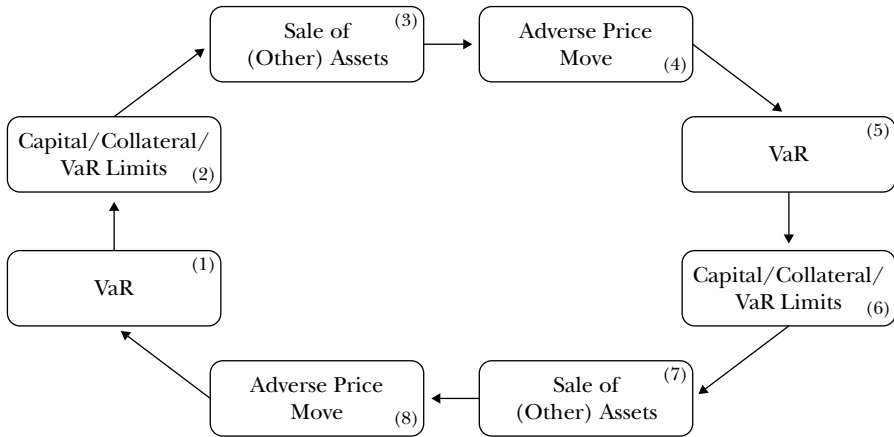 (3)
Sale of
(Other) Assets
Adverse Price
Move
(4)
(5)
VaR
Capital/Collateral/
VaR Limits
(2)
(1)
VaR
Capital/Collateral/
VaR Limits
(6)
Adverse Price
Move
(8)
(7)
Sale of
(Other) Assets